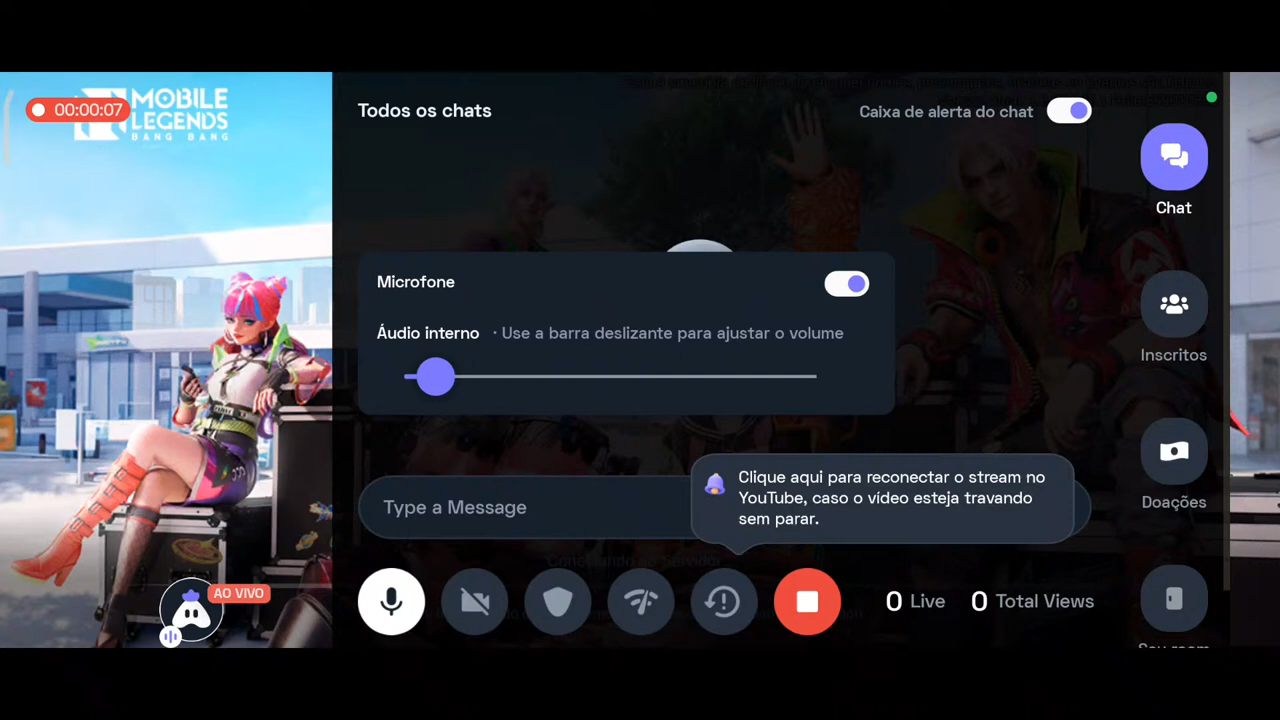 00:00:07
MOBILE
LEGENDS
BANG BANG
Todos os chats
Caixa de alerta do chat
Chat
Microfone
Áudio interno · Use a barra deslizante para ajustar o volume
Inscritos
Clique aqui para reconectar o stream no
YouTube, caso o vídeo esteja travando
sem parar.
Type a Message
Doações
AO VIVO
0 Live
0 Total Views